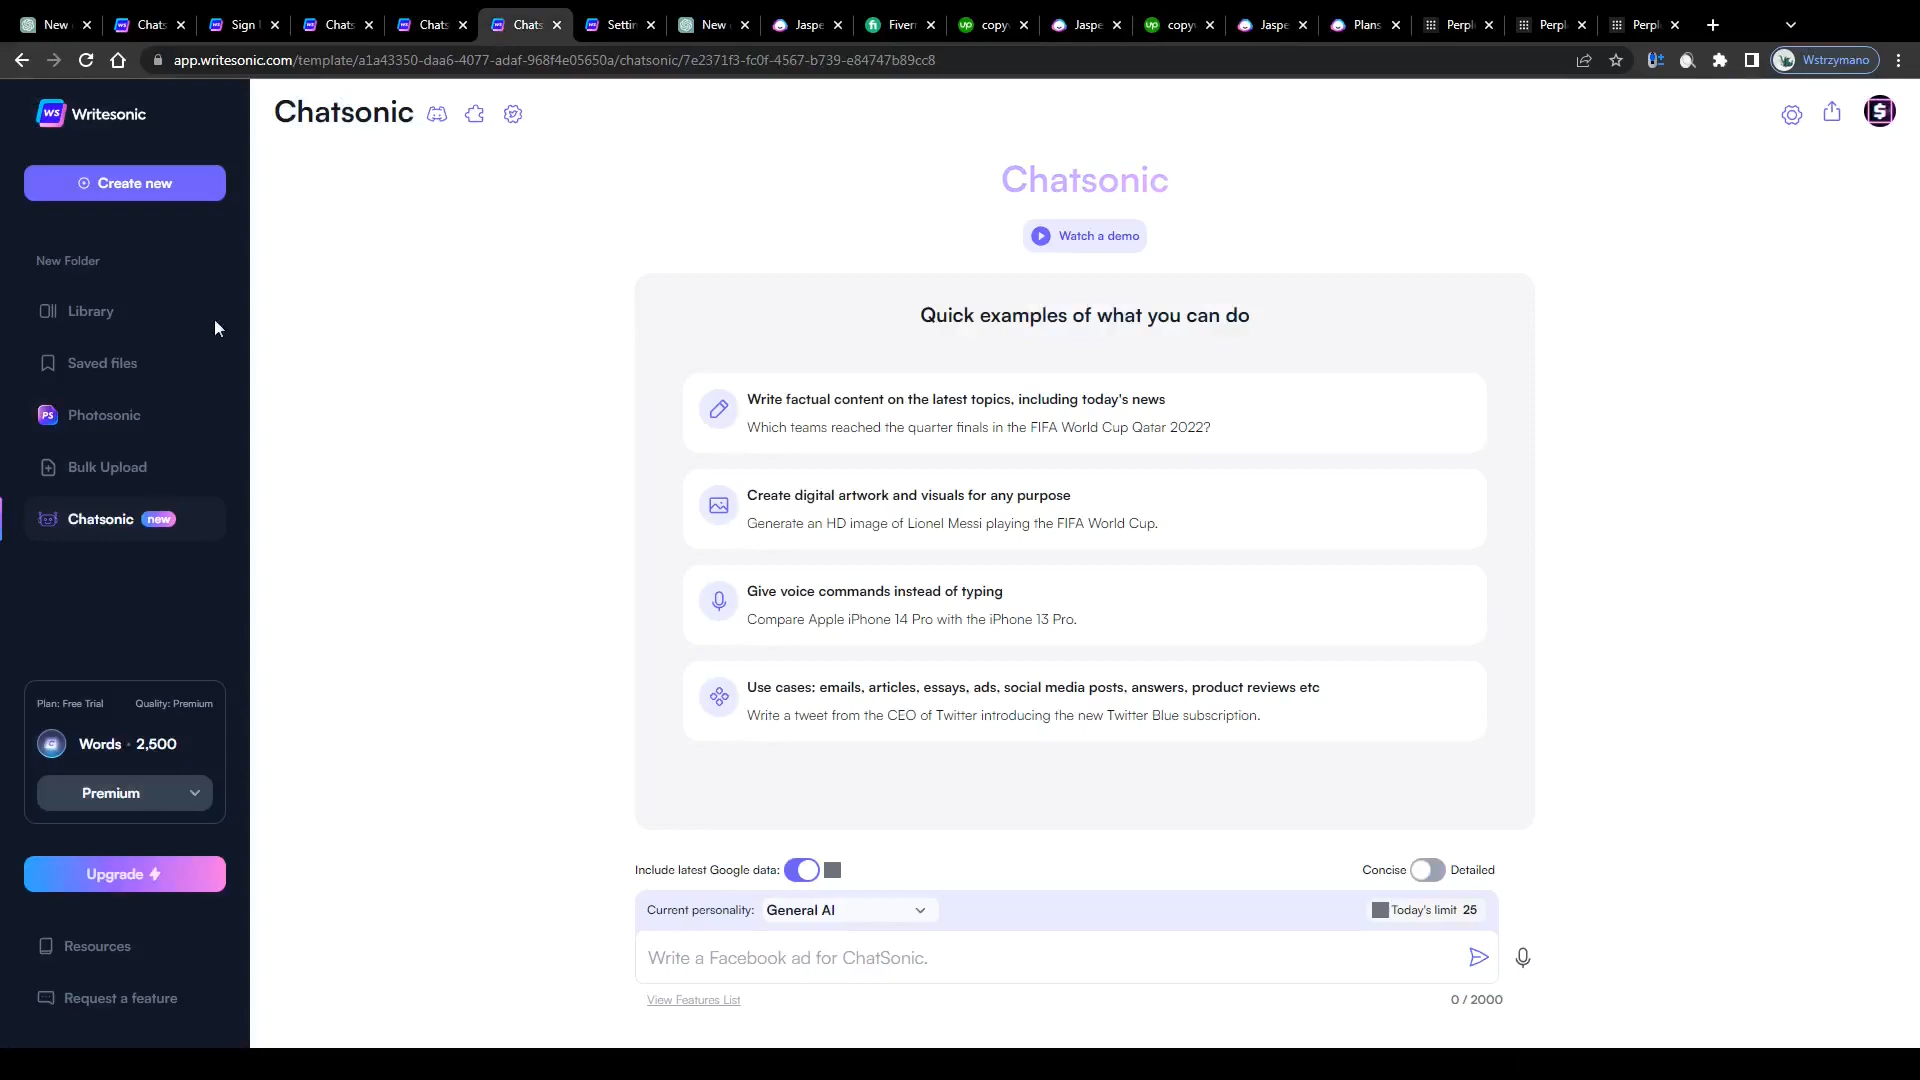 New
Chats
Sign
Chats
Chats
Chats
Settin
New
Jaspe
Fiverr
copyv
Jaspe
copyv
Jaspe
Plans
Perpl
Perpl
Perpl
app.writesonic.com/template/a1a43350-daa6-4077-adaf-968f4e05650a/chatsonic/7e2371f3-fc0f-4567-b739-e84747b89cc8
Wstrzymano
WS Writesonic
Chatsonic
Create new
New Folder
Library
Saved files
PS Photosonic
Bulk Upload
Chatsonic new
Plan: Free Trial Quality: Premium
Words · 2,500
Premium
Upgrade
Resources
Request a feature
Chatsonic
Watch a demo
Quick examples of what you can do
Write factual content on the latest topics, including today's news
Which teams reached the quarter finals in the FIFA World Cup Qatar 2022?
Create digital artwork and visuals for any purpose
Generate an HD image of Lionel Messi playing the FIFA World Cup.
Give voice commands instead of typing
Compare Apple iPhone 14 Pro with the iPhone 13 Pro.
Use cases: emails, articles, essays, ads, social media posts, answers, product reviews etc
Write a tweet from the CEO of Twitter introducing the new Twitter Blue subscription.
Include latest Google data: Concise Detailed
Current personality: General AI Today's limit 25
Write a Facebook ad for ChatSonic.
View Features List 0 / 2000